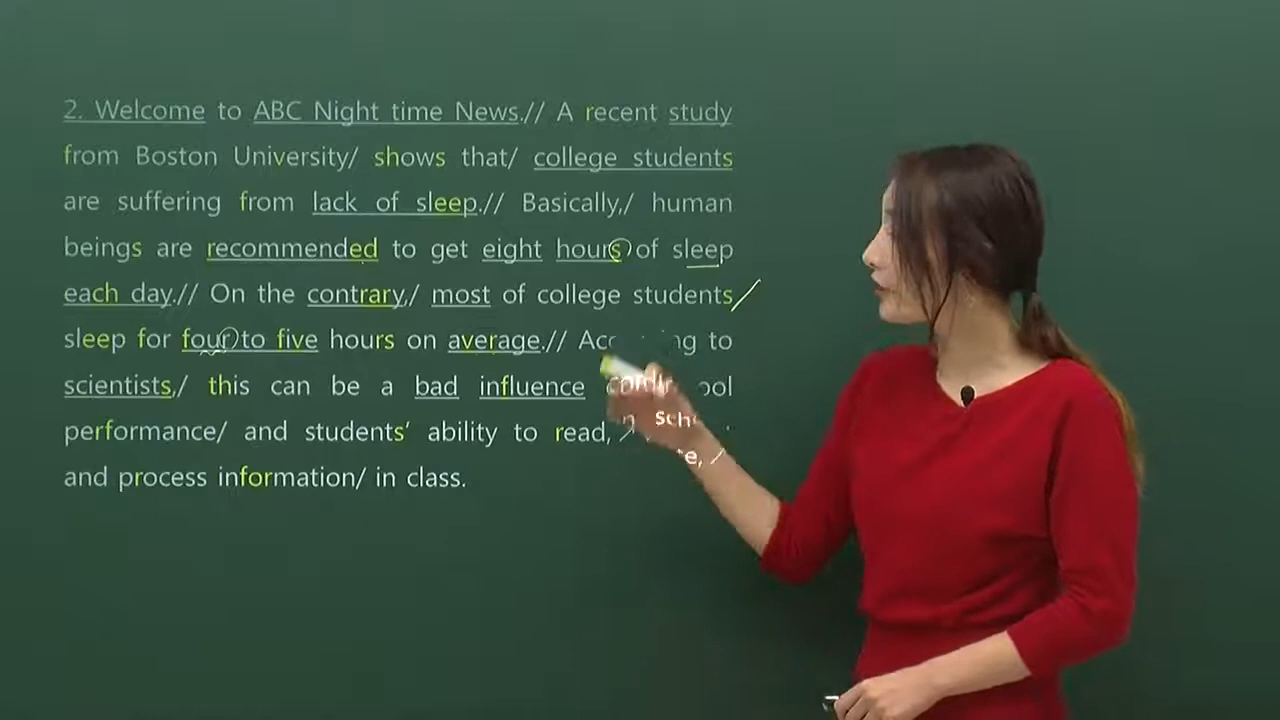 2. Welcome to ABC Night time News.// A recent study
from Boston University/ shows that/ college students
are suffering from lack of sleep.// Basically,/ human
beings are recommended to get eight hours of sleep
each day.// On the contrary,/ most of college students/
sleep for four to five hours on average.// to
scientists,/ this can be a bad influence
performance/ and students' ability to read,
and process information/ in class.